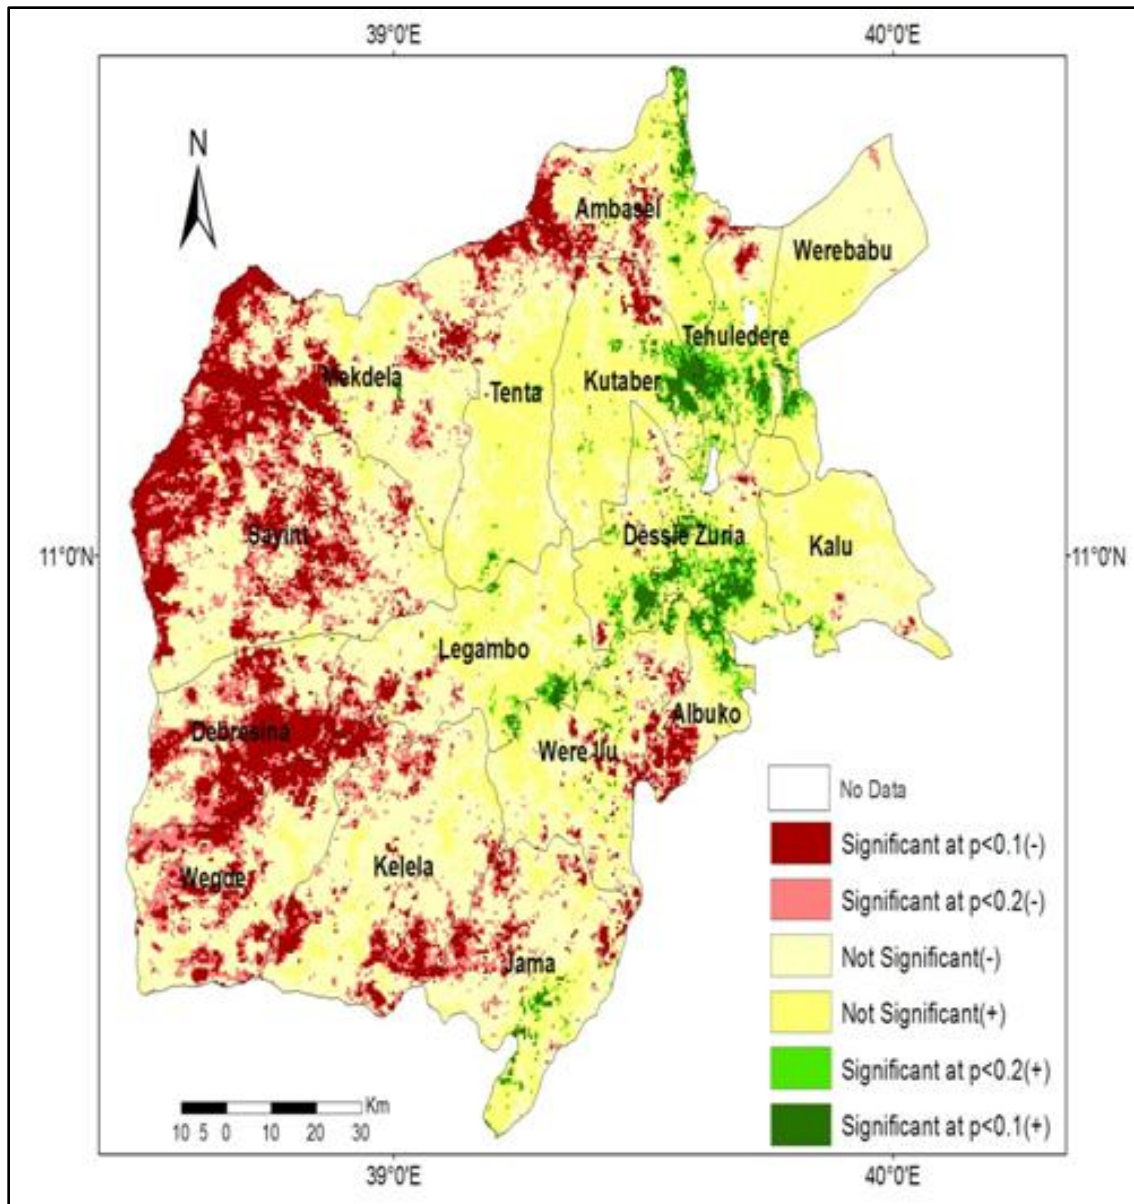 39°0'E 40°0'E
N
Ambasel
Werebabu
Tehuledere
Makdela
Tenta
Kutaber
Sayint
Dessie Zuria
Kalu
11°0'N 11°0'N
Legambo
Debresina
Albuko
Were Ilu
Kelela
Wegde
Jama
No Data
Significant at p<0.1(-)
Significant at p<0.2(-)
Not Significant(-)
Not Significant(+)
Significant at p<0.2(+)
Significant at p<0.1(+)
Km
10 5 0 10 20 30
39°0'E 40°0'E